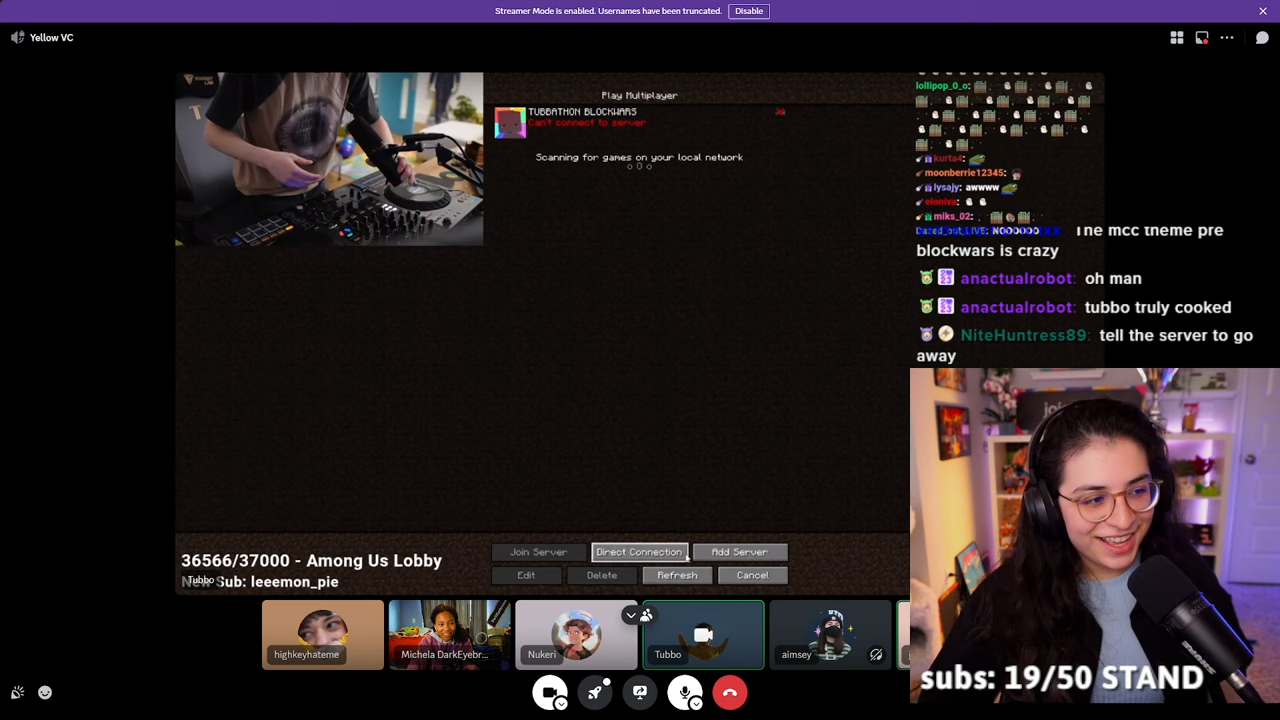 Streamer Mode is enabled. Usernames have been truncated. Disable
Yellow VC
Play Multiplayer
TUBBATHON BLOCKWARS
Can't connect to server
Scanning for games on your local network
lollipop_0_o:
kurta4:
moonberrie12345:
lysajy: awwww
eloniva:
miks_02:
NOOOOOO
The mcc theme pre
blockwars is crazy
anactualrobot: oh man
anactualrobot: tubbo truly cooked
NiteHuntress89: tell the server to go
away
Join Server
Direct Connection
Add Server
Edit
Delete
Refresh
Cancel
36566/37000 - Among Us Lobby
New Sub: leeemon_pie
Tubbo
highkeyhateme
Michela DarkEyebr...
Nukeri
Tubbo
aimsey
subs: 19/50 STAND